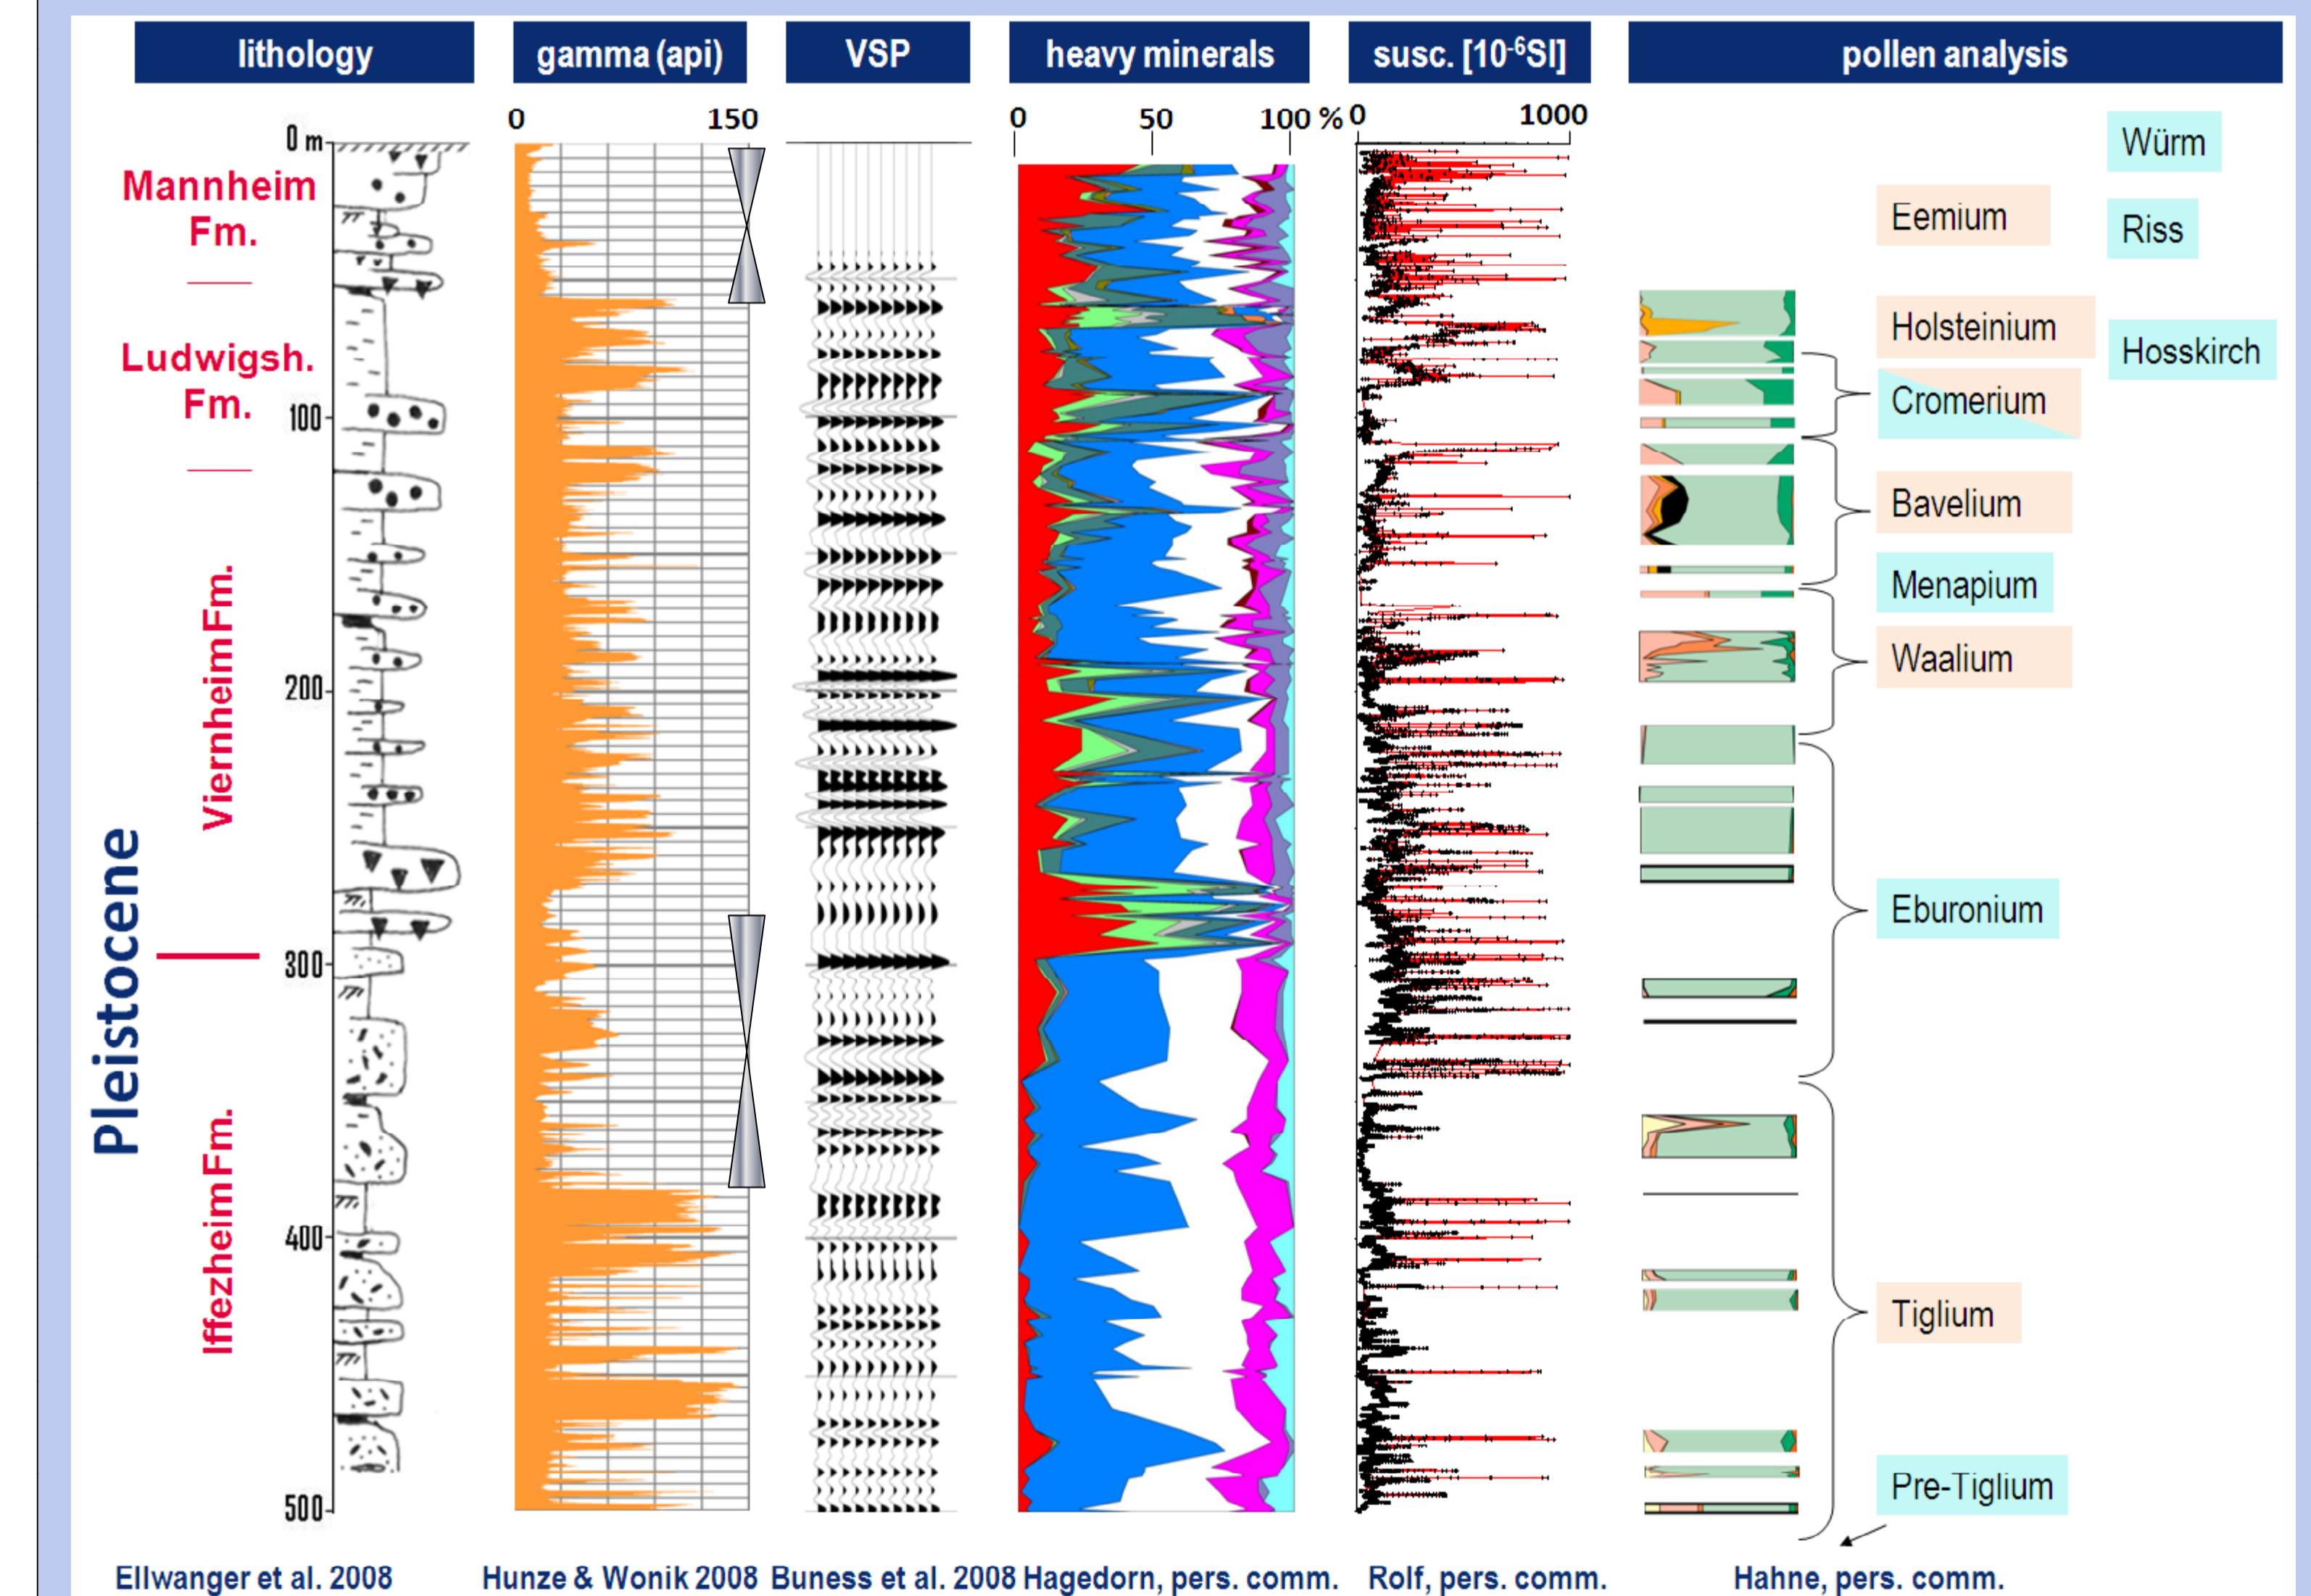 lithology
gamma (api)
VSP
heavy minerals
susc. [10⁻⁶SI]
pollen analysis
0
150
0
50
100 %
0
1000
0 m
100
200
300
400
500
Mannheim
Fm.
Ludwigsh.
Fm.
Viernheim Fm.
Iffezheim Fm.
Pleistocene
Würm
Eemium
Riss
Holsteinium
Hosskirch
Cromerium
Bavelium
Menapium
Waalium
Eburonium
Tiglium
Pre-Tiglium
Ellwanger et al. 2008
Hunze & Wonik 2008
Buness et al. 2008
Hagedorn, pers. comm.
Rolf, pers. comm.
Hahne, pers. comm.